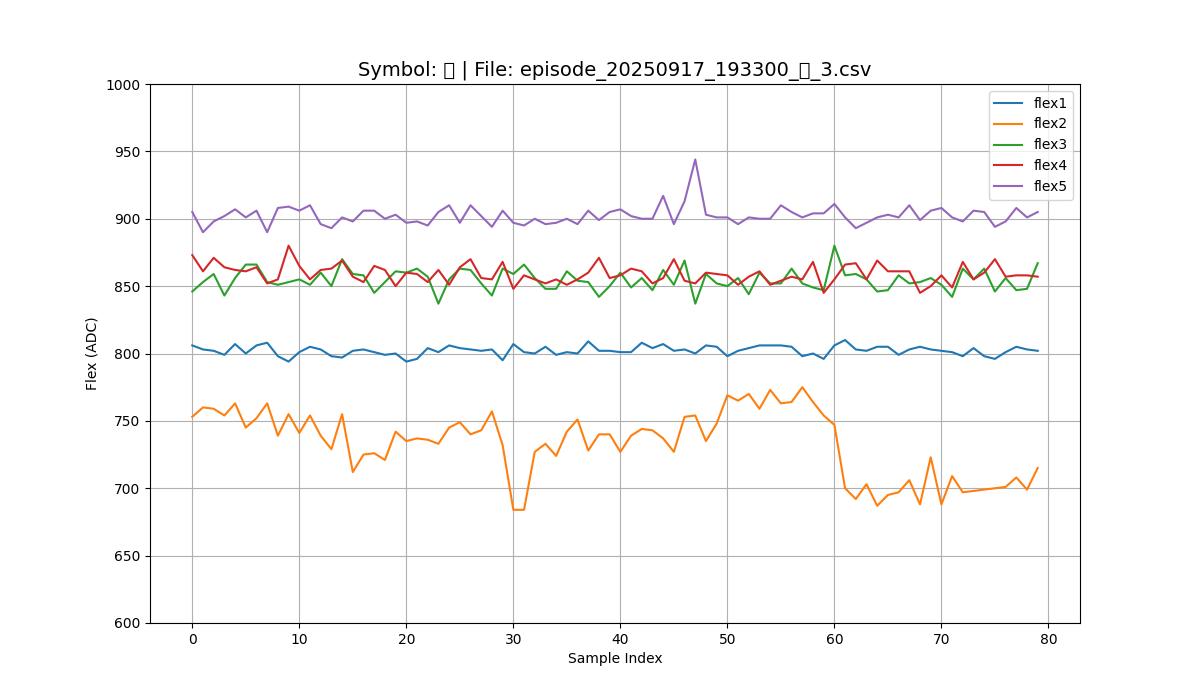 Symbol: | File: episode_20250917_193300_ _3.csv
1000
950
900
850
800
750
700
650
600
Flex (ADC)
0 10 20 30 40 50 60 70 80
Sample Index
flex1
flex2
flex3
flex4
flex5